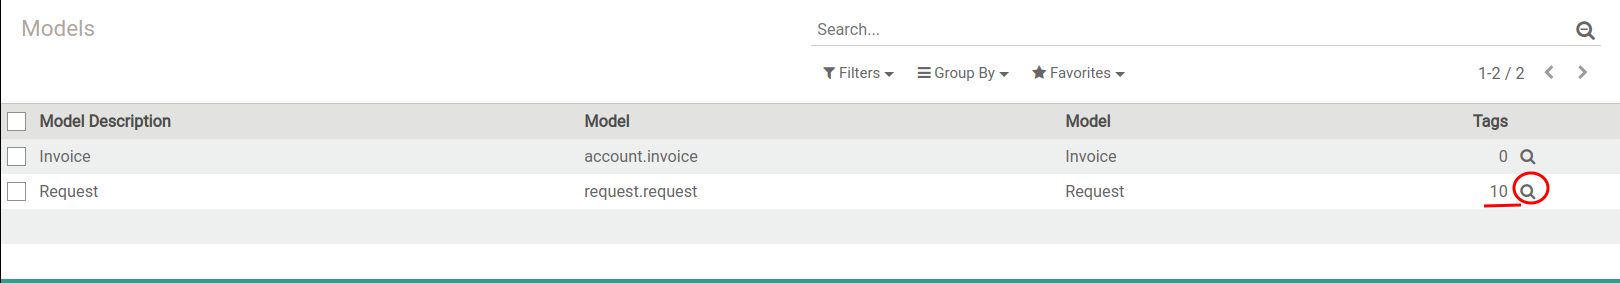 Models
Search...
Filters Group By Favorites 1-2 / 2
Model Description Model Model Tags
Invoice account.invoice Invoice 0
Request request.request Request 10